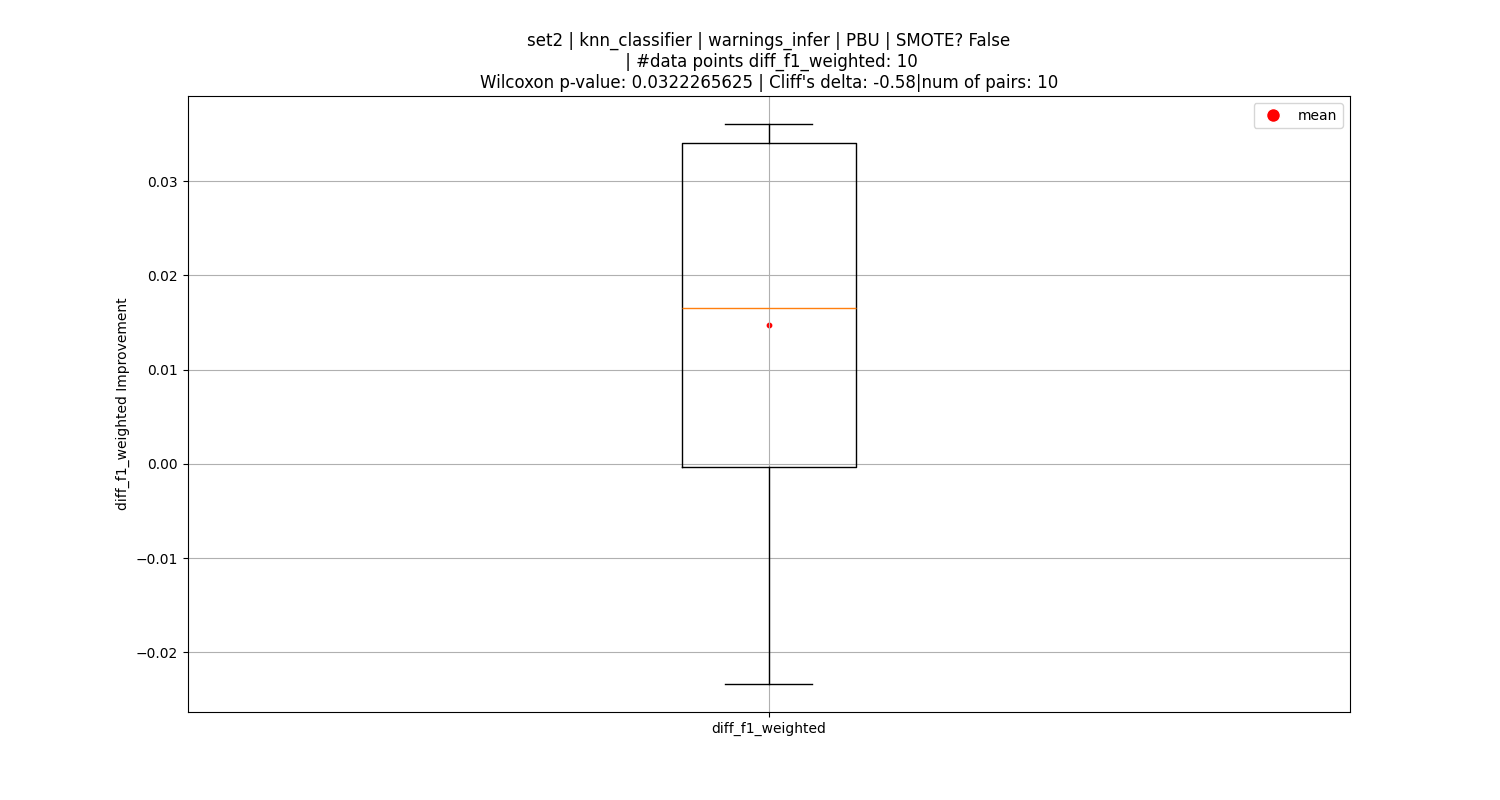 set2 | knn_classifier | warnings_infer | PBU | SMOTE? False
| #data points diff_f1_weighted: 10
Wilcoxon p-value: 0.0322265625 | Cliff's delta: -0.58|num of pairs: 10
mean
0.03
0.02
0.01
0.00
−0.01
−0.02
diff_f1_weighted Improvement
diff_f1_weighted